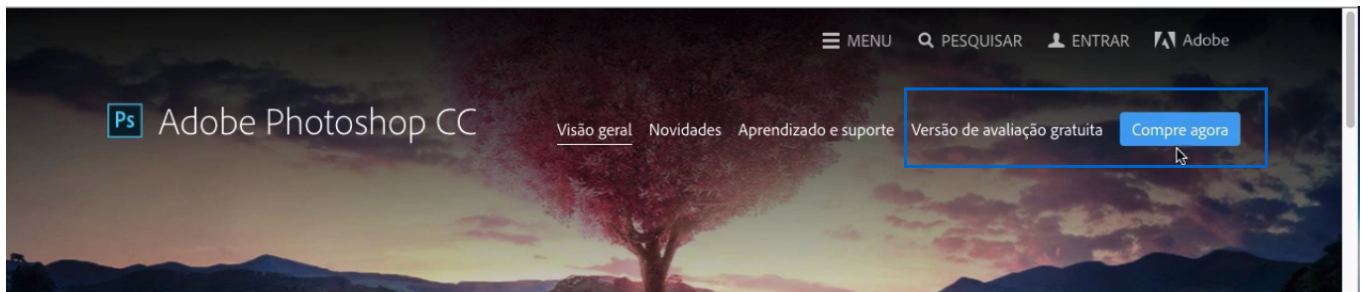 MENU PESQUISAR ENTRAR Adobe
Ps Adobe Photoshop CC
Visão geral Novidades Aprendizado e suporte Versão de avaliação gratuita Compre agora